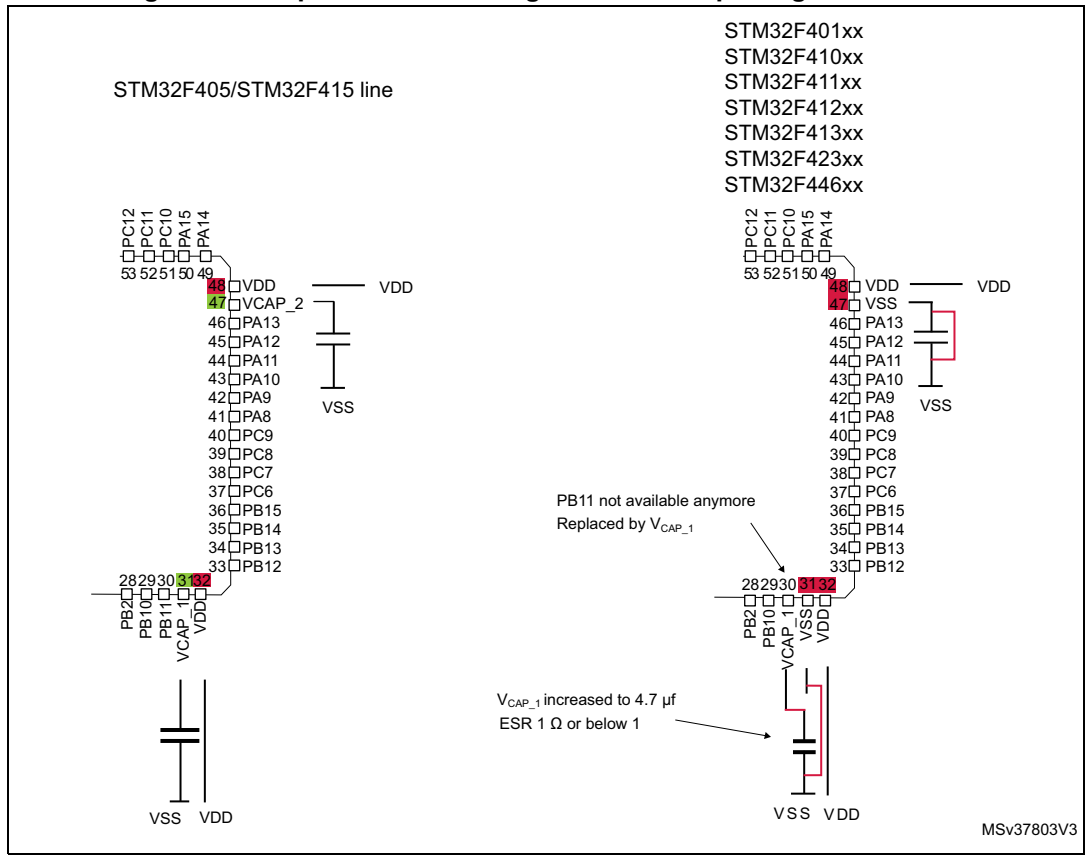 STM32F405/STM32F415 line
PC12
PC11
PC10
PA15
PA14
53 52 51 50 49
48 VDD
VDD
47 VCAP_2
46 PA13
45 PA12
44 PA11
43 PA10
42 PA9
VSS
41 PA8
40 PC9
39 PC8
38 PC7
37 PC6
36 PB15
35 PB14
34 PB13
33 PB12
28 29 30 31 32
PB2
PB10
PB11
VCAP_1
VDD
VSS VDD
STM32F401xx
STM32F410xx
STM32F411xx
STM32F412xx
STM32F413xx
STM32F423xx
STM32F446xx
PC12
PC11
PC10
PA15
PA14
53 52 51 50 49
48 VDD
VDD
47 VSS
46 PA13
45 PA12
44 PA11
43 PA10
42 PA9
VSS
41 PA8
40 PC9
39 PC8
38 PC7
37 PC6
36 PB15
35 PB14
34 PB13
33 PB12
PB11 not available anymore
Replaced by VCAP_1
28 29 30 31 32
PB2
PB10
VCAP_1
VSS
VDD
VCAP_1 increased to 4.7 µf
ESR 1 Ω or below 1
VSS VDD
MSv37803V3